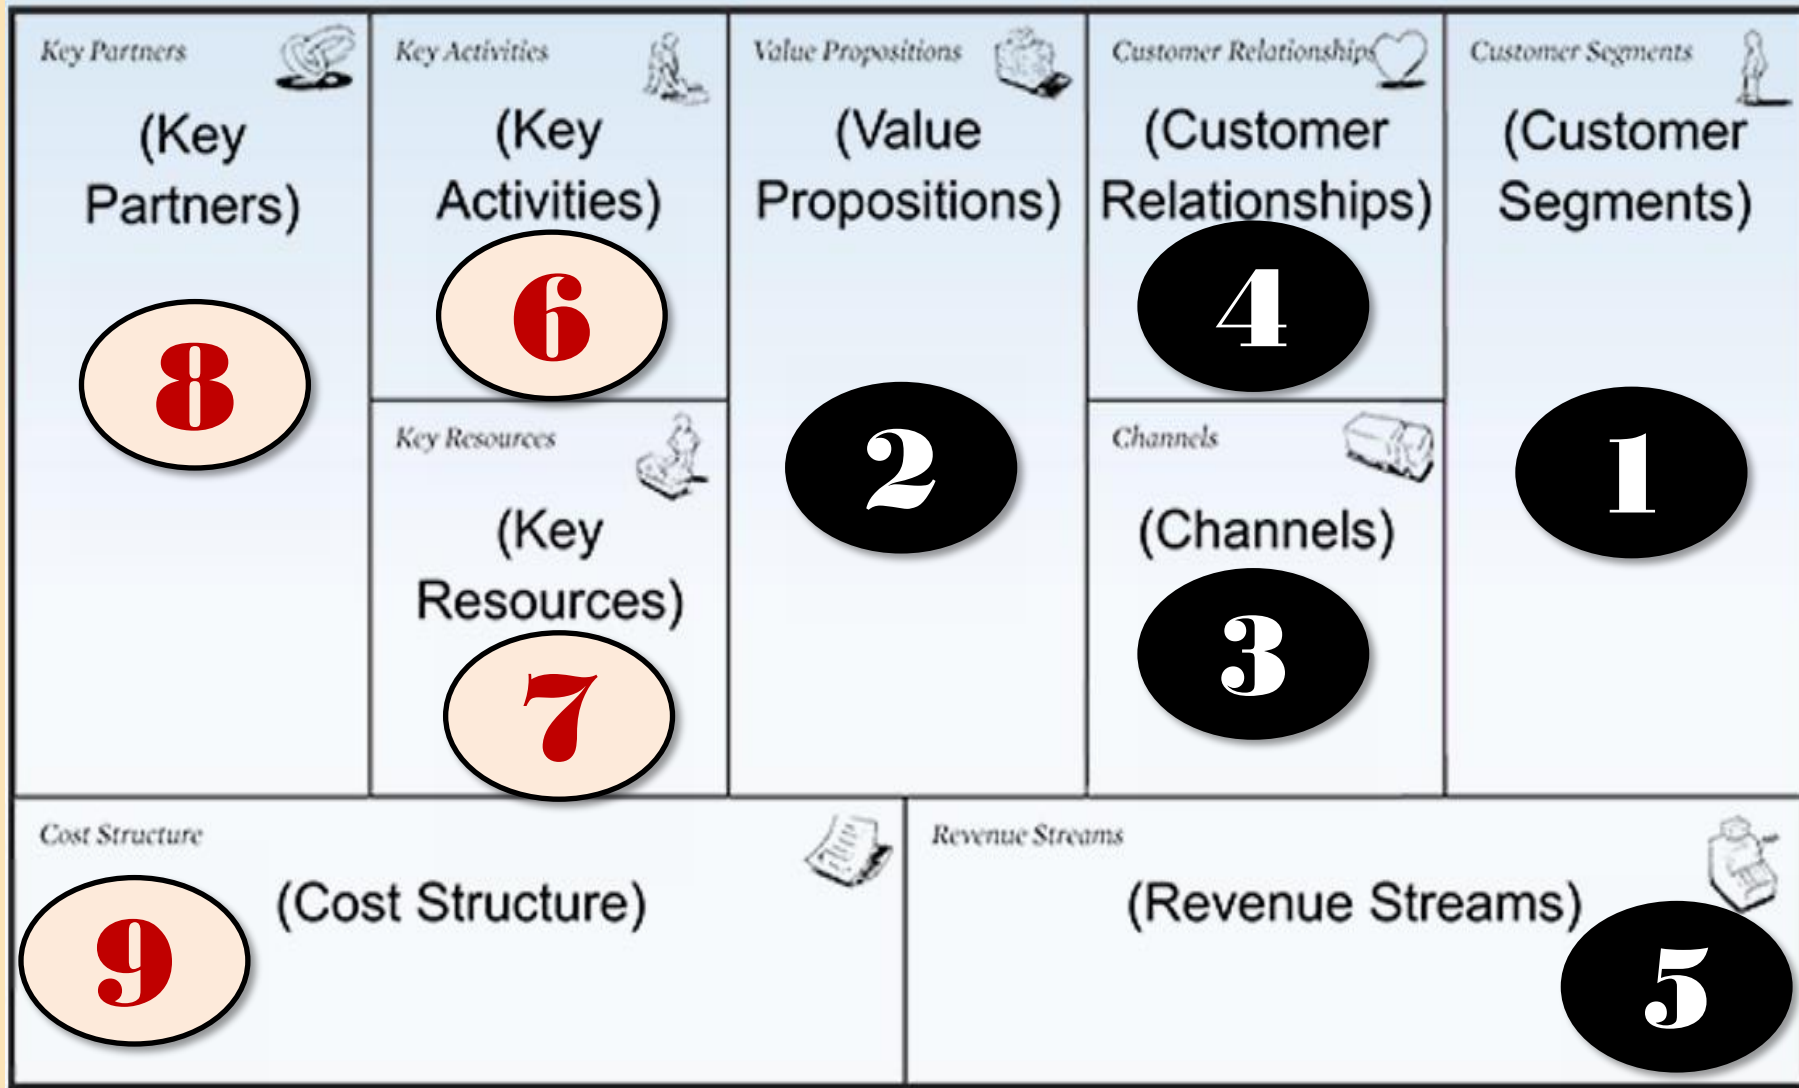 Key Partners
(Key
Partners)
8
Key Activities
(Key
Activities)
6
Key Resources
(Key
Resources)
7
Value Propositions
(Value
Propositions)
2
Customer Relationships
(Customer
Relationships)
4
Channels
(Channels)
3
Customer Segments
(Customer
Segments)
1
Cost Structure
(Cost Structure)
9
Revenue Streams
(Revenue Streams)
5